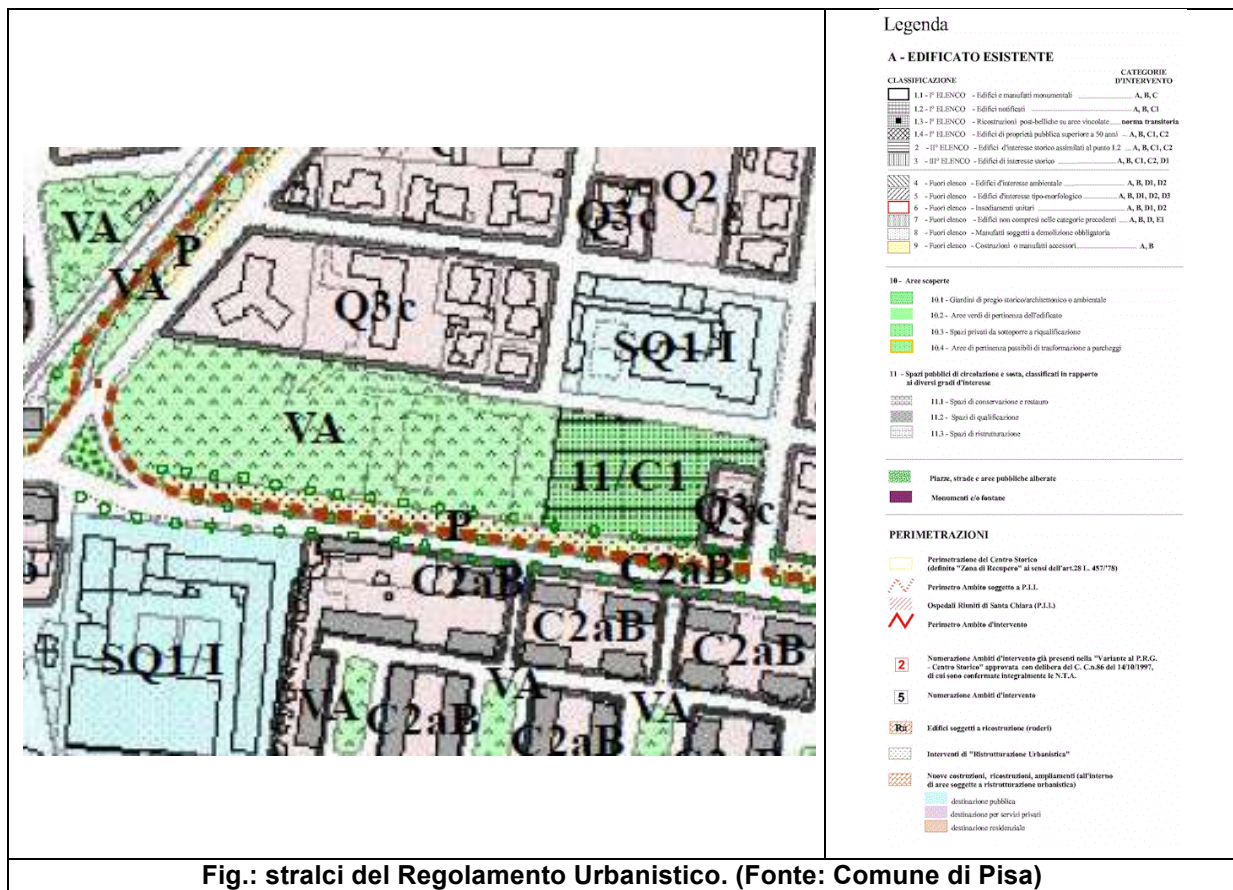 VA
VA
P
Q3c
Q3c
Q2
SQ1/I
VA
11/C1
Q3c
P
C2aB
C2aB
C2aB
C2aB
SQ1/I
VA
C2aB
VA
C2aB
VA
Legenda
A - EDIFICATO ESISTENTE
CLASSIFICAZIONE
CATEGORIE
D'INTERVENTO
1.1 - I° ELENCO - Edifici e manufatti monumentali A, B, C
1.2 - I° ELENCO - Edifici notificati A, B, C1
1.3 - I° ELENCO - Ricostruzioni post-belliche su aree vincolate norma transitoria
1.4 - I° ELENCO - Edifici di proprietà pubblica superiore a 50 anni A, B, C1, C2
2 - II° ELENCO - Edifici d'interesse storico assimilati al punto 1.2 A, B, C1, C2
3 - III° ELENCO - Edifici di interesse storico A, B, C1, C2, D1
4 - Fuori elenco - Edifici d'interesse ambientale A, B, D1, D2
5 - Fuori elenco - Edifici d'interesse tipo-morfologico A, B, D1, D2, D3
6 - Fuori elenco - Insediamenti unitari A, B, D1, D2
7 - Fuori elenco - Edifici non compresi nelle categorie precedenti A, B, D, E1
8 - Fuori elenco - Manufatti soggetti a demolizione obbligatoria
9 - Fuori elenco - Costruzioni o manufatti accessori A, B
10 - Aree scoperte
10.1 - Giardini di pregio storico/architettonico o ambientale
10.2 - Aree verdi di pertinenza dell'edificato
10.3 - Spazi privati da sottoporre a riqualificazione
10.4 - Aree di pertinenza passibili di trasformazione a parcheggi
11 - Spazi pubblici di circolazione e sosta, classificati in rapporto
ai diversi gradi d'interesse
11.1 - Spazi di conservazione e restauro
11.2 - Spazi di qualificazione
11.3 - Spazi di ristrutturazione
Piazze, strade e aree pubbliche alberate
Monumenti e/o fontane
PERIMETRAZIONI
Perimetrazione del Centro Storico
(definito "Zona di Recupero" ai sensi dell'art.28 L. 457/'78)
Perimetro Ambito soggetto a P.I.I.
Ospedali Riuniti di Santa Chiara (P.I.I.)
Perimetro Ambito d'intervento
2 Numerazione Ambiti d'intervento già presenti nella "Variante al P.R.G.
- Centro Storico" approvata con delibera del C. C.n.86 del 14/10/1997,
di cui sono confermate integralmente le N.T.A.
5 Numerazione Ambiti d'intervento
Ru Edifici soggetti a ricostruzione (ruderi)
Interventi di "Ristrutturazione Urbanistica"
Nuove costruzioni, ricostruzioni, ampliamenti (all'interno
di aree soggette a ristrutturazione urbanistica)
destinazione pubblica
destinazione per servizi privati
destinazione residenziale
Fig.: stralci del Regolamento Urbanistico. (Fonte: Comune di Pisa)